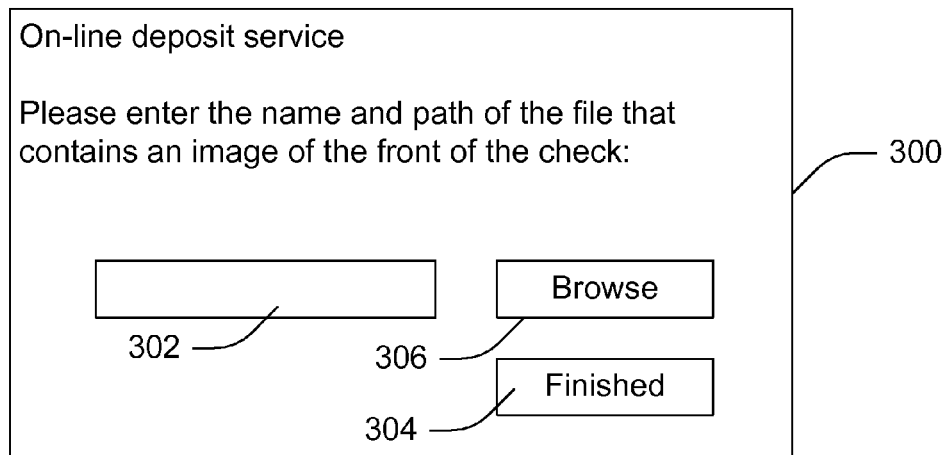 On-line deposit service
Please enter the name and path of the file that
contains an image of the front of the check:
300
Browse
302
306
Finished
304